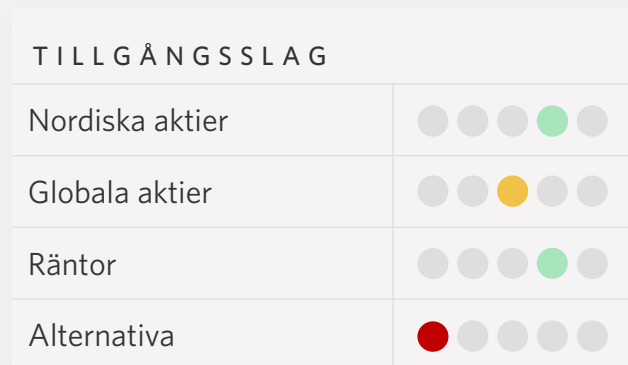 TILLGÅNGSSLAG
Nordiska aktier
Globala aktier
Räntor
Alternativa